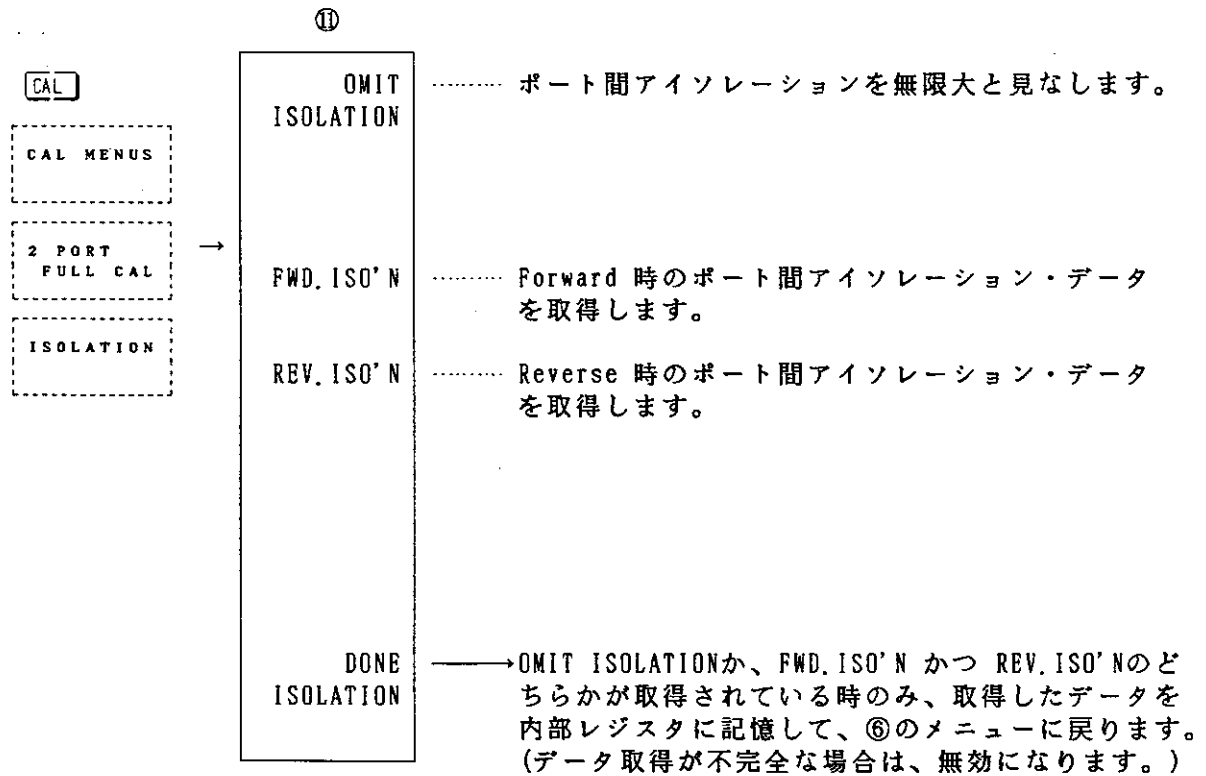 ⑪
CAL
CAL MENUS
2 PORT
FULL CAL
ISOLATION
→
OMIT
ISOLATION
……… ポート間アイソレーションを無限大と見なします。
FWD.ISO'N ……… Forward 時のポート間アイソレーション・データ
を取得します。
REV.ISO'N ……… Reverse 時のポート間アイソレーション・データ
を取得します。
DONE
ISOLATION
→OMIT ISOLATIONか、FWD.ISO'N かつ REV.ISO'Nのど
ちらかが取得されている時のみ、取得したデータを
内部レジスタに記憶して、⑥のメニューに戻ります。
(データ取得が不完全な場合は、無効になります。)